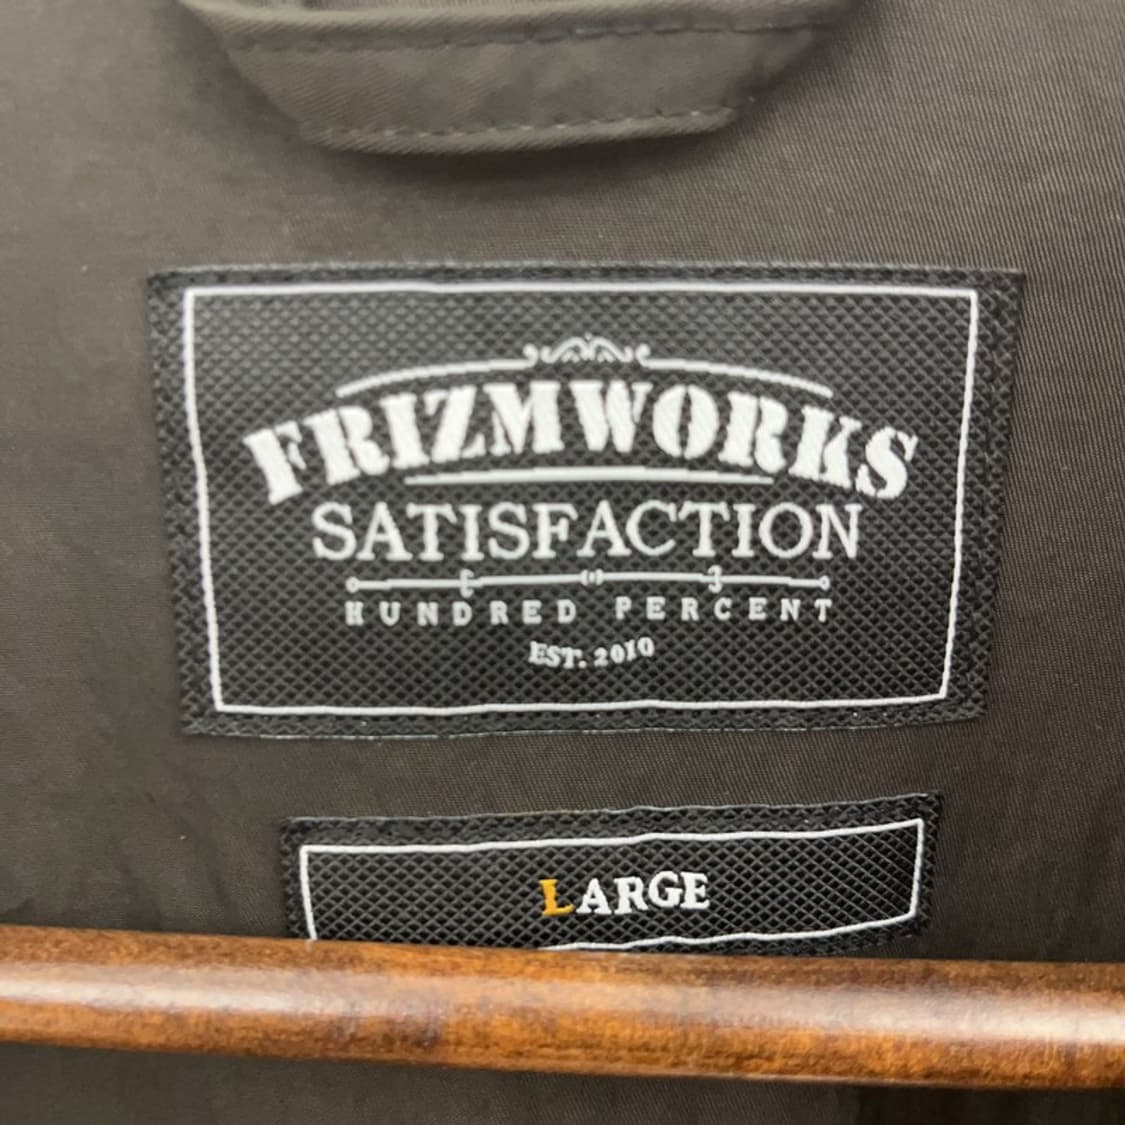 FRIZMWORKS
SATISFACTION
HUNDRED PERCENT
EST. 2010
LARGE